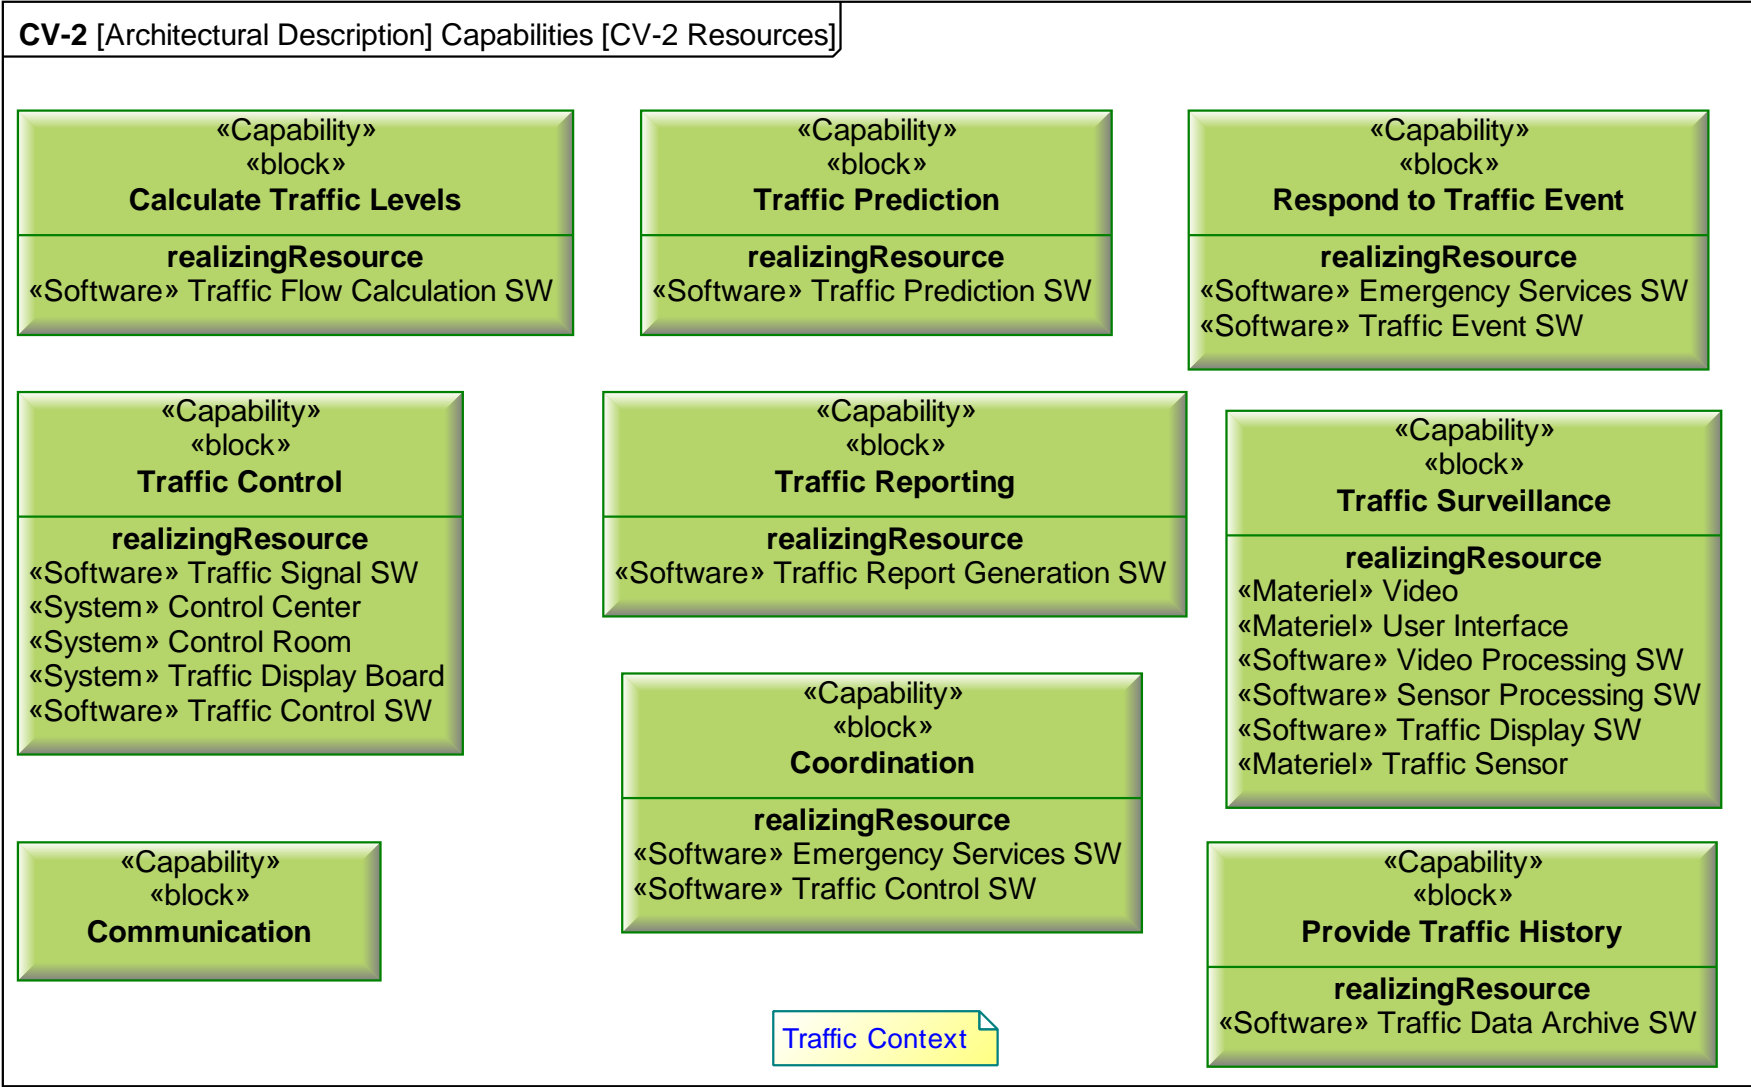 CV-2 [Architectural Description] Capabilities [CV-2 Resources]
«Capability»
«block»
Calculate Traffic Levels
realizingResource
«Software» Traffic Flow Calculation SW
«Capability»
«block»
Traffic Prediction
realizingResource
«Software» Traffic Prediction SW
«Capability»
«block»
Respond to Traffic Event
realizingResource
«Software» Emergency Services SW
«Software» Traffic Event SW
«Capability»
«block»
Traffic Control
realizingResource
«Software» Traffic Signal SW
«System» Control Center
«System» Control Room
«System» Traffic Display Board
«Software» Traffic Control SW
«Capability»
«block»
Traffic Reporting
realizingResource
«Software» Traffic Report Generation SW
«Capability»
«block»
Traffic Surveillance
realizingResource
«Materiel» Video
«Materiel» User Interface
«Software» Video Processing SW
«Software» Sensor Processing SW
«Software» Traffic Display SW
«Materiel» Traffic Sensor
«Capability»
«block»
Coordination
realizingResource
«Software» Emergency Services SW
«Software» Traffic Control SW
«Capability»
«block»
Communication
«Capability»
«block»
Provide Traffic History
realizingResource
«Software» Traffic Data Archive SW
Traffic Context